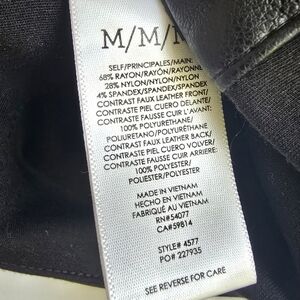 M/M/M
SELF/PRINCIPALES/MAIN:
68% RAYON/RAYÓN/RAYONNE
28% NYLON/NYLON/NYLON
4% SPANDEX/SPANDEX/SPANDEX
CONTRAST FAUX LEATHER FRONT/
CONTRASTE PIEL CUERO DELANTE/
CONTRASTE FAUSSE CUIR L'AVANT:
100% POLYURETHANE/
POLIURETANO/POLYURETHANE
CONTRAST FAUX LEATHER BACK/
CONTRASTE PIEL CUERO VOLVER/
CONTRASTE FAUSSE CUIR ARRIERE:
100% POLYESTER/
POLIESTER/POLYESTER
MADE IN VIETNAM
HECHO EN VIETNAM
FABRIQUÉ AU VIETNAM
RN#54077
CA#59814
STYLE# 4577
PO# 227935
SEE REVERSE FOR CARE